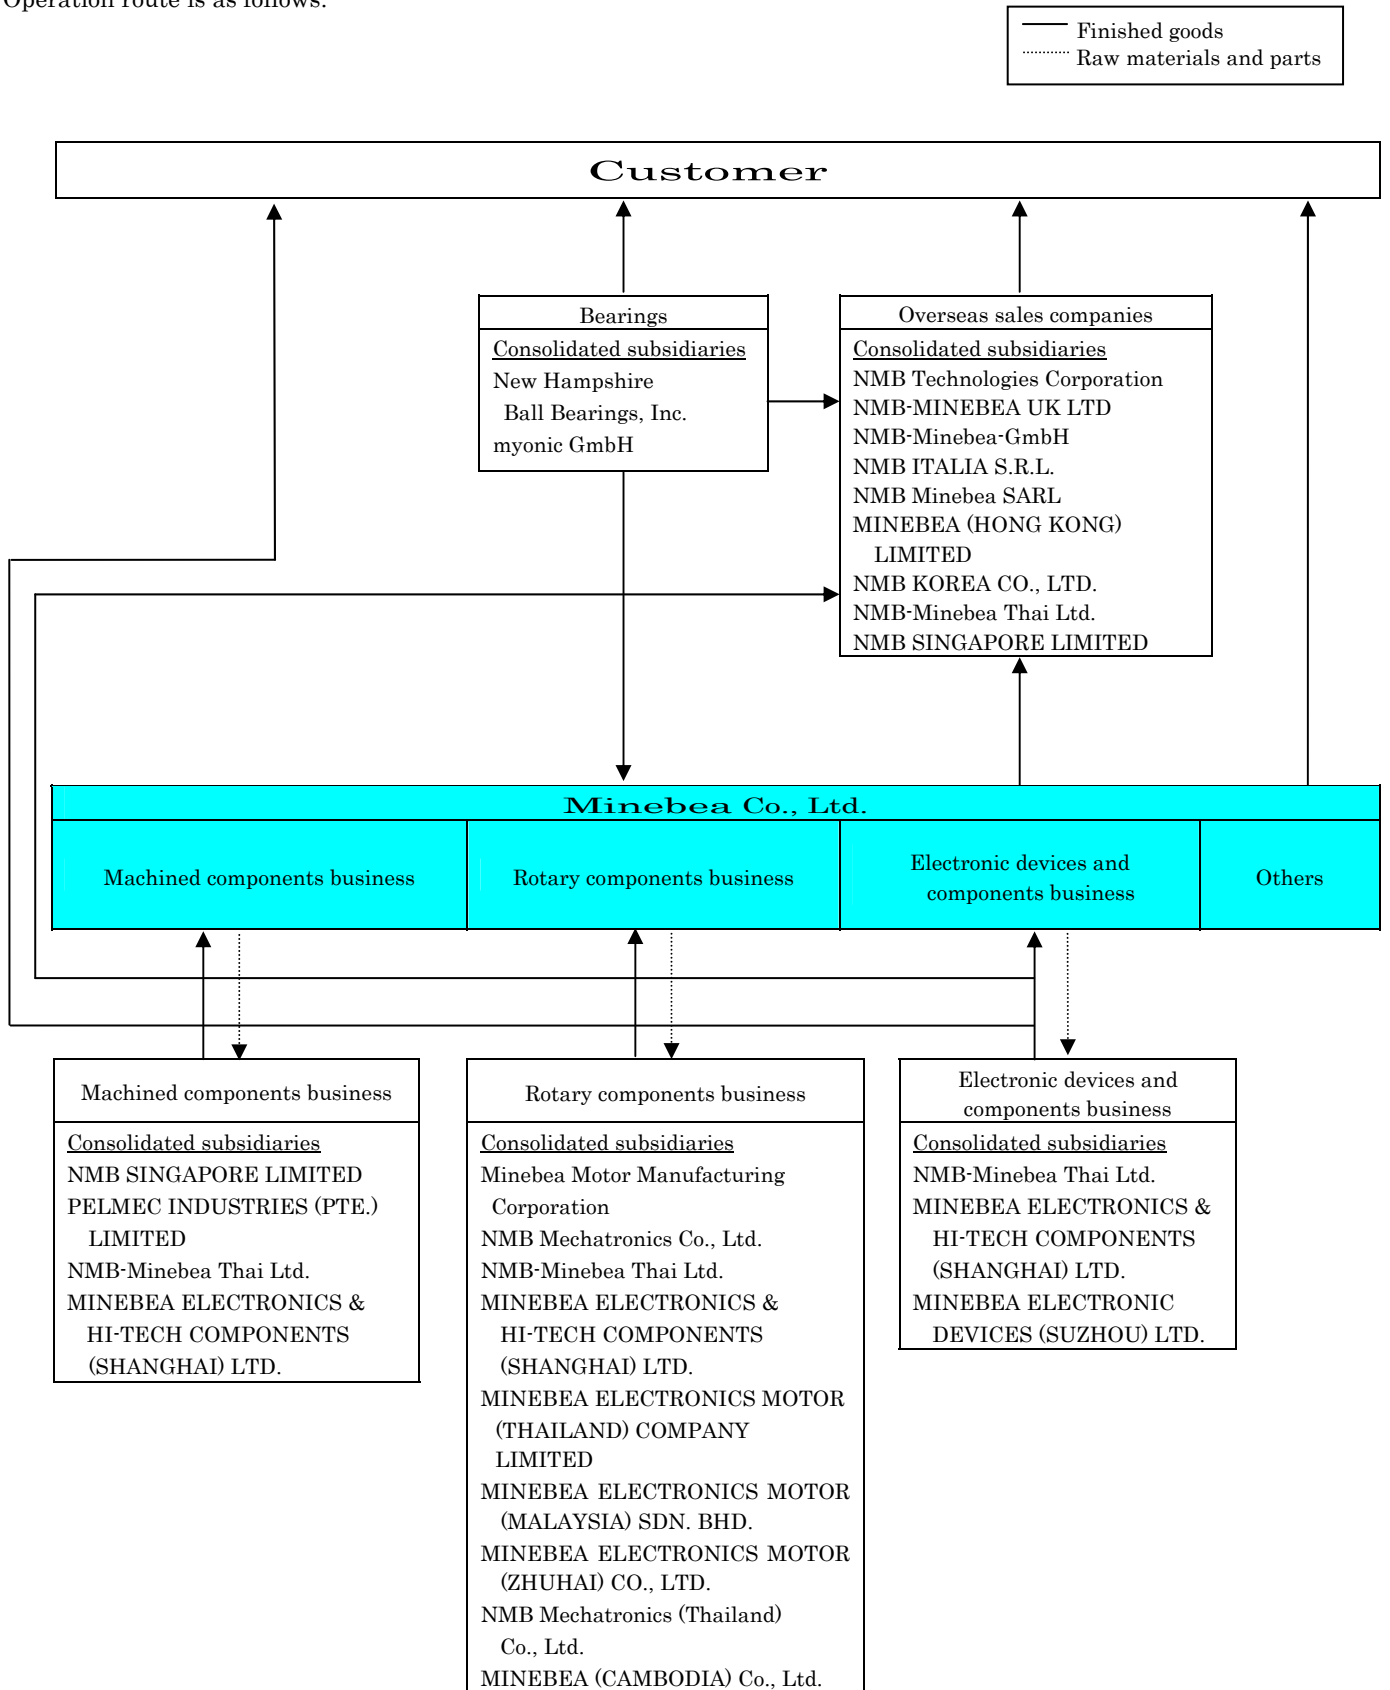 Operation route is as follows.
Finished goods
Raw materials and parts
Customer
Bearings
Consolidated subsidiaries
New Hampshire
Ball Bearings, Inc.
myonic GmbH
Overseas sales companies
Consolidated subsidiaries
NMB Technologies Corporation
NMB-MINEBEA UK LTD
NMB-Minebea-GmbH
NMB ITALIA S.R.L.
NMB Minebea SARL
MINEBEA (HONG KONG)
LIMITED
NMB KOREA CO., LTD.
NMB-Minebea Thai Ltd.
NMB SINGAPORE LIMITED
Minebea Co., Ltd.
Machined components business
Rotary components business
Electronic devices and
components business
Others
Machined components business
Consolidated subsidiaries
NMB SINGAPORE LIMITED
PELMEC INDUSTRIES (PTE.)
LIMITED
NMB-Minebea Thai Ltd.
MINEBEA ELECTRONICS &
HI-TECH COMPONENTS
(SHANGHAI) LTD.
Rotary components business
Consolidated subsidiaries
Minebea Motor Manufacturing
Corporation
NMB Mechatronics Co., Ltd.
NMB-Minebea Thai Ltd.
MINEBEA ELECTRONICS &
HI-TECH COMPONENTS
(SHANGHAI) LTD.
MINEBEA ELECTRONICS MOTOR
(THAILAND) COMPANY
LIMITED
MINEBEA ELECTRONICS MOTOR
(MALAYSIA) SDN. BHD.
MINEBEA ELECTRONICS MOTOR
(ZHUHAI) CO., LTD.
NMB Mechatronics (Thailand)
Co., Ltd.
MINEBEA (CAMBODIA) Co., Ltd.
Electronic devices and
components business
Consolidated subsidiaries
NMB-Minebea Thai Ltd.
MINEBEA ELECTRONICS &
HI-TECH COMPONENTS
(SHANGHAI) LTD.
MINEBEA ELECTRONIC
DEVICES (SUZHOU) LTD.